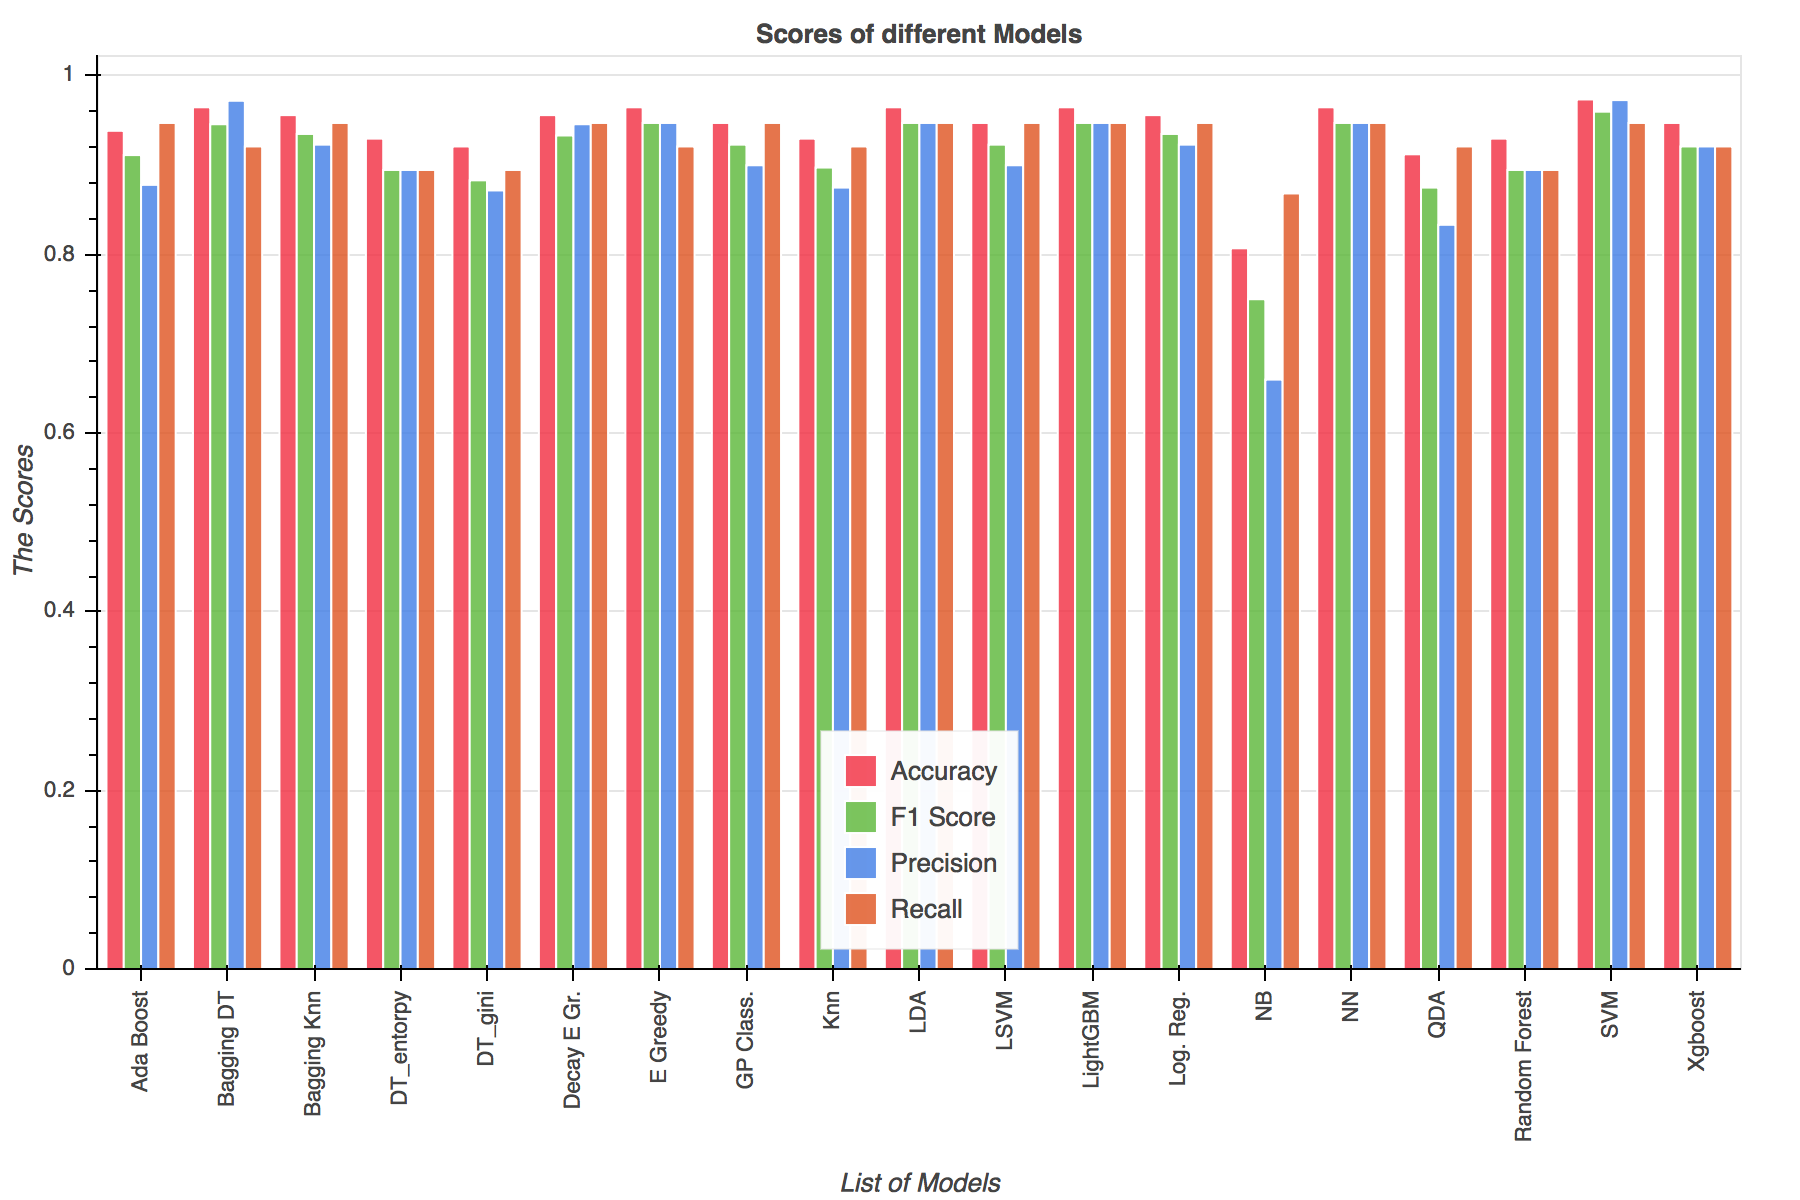 Scores of different Models
The Scores
1
0.8
0.6
0.4
0.2
0
Accuracy
F1 Score
Precision
Recall
Ada Boost
Bagging DT
Bagging Knn
DT_entorpy
DT_gini
Decay E Gr.
E Greedy
GP Class.
Knn
LDA
LSVM
LightGBM
Log. Reg.
NB
NN
QDA
Random Forest
SVM
Xgboost
List of Models